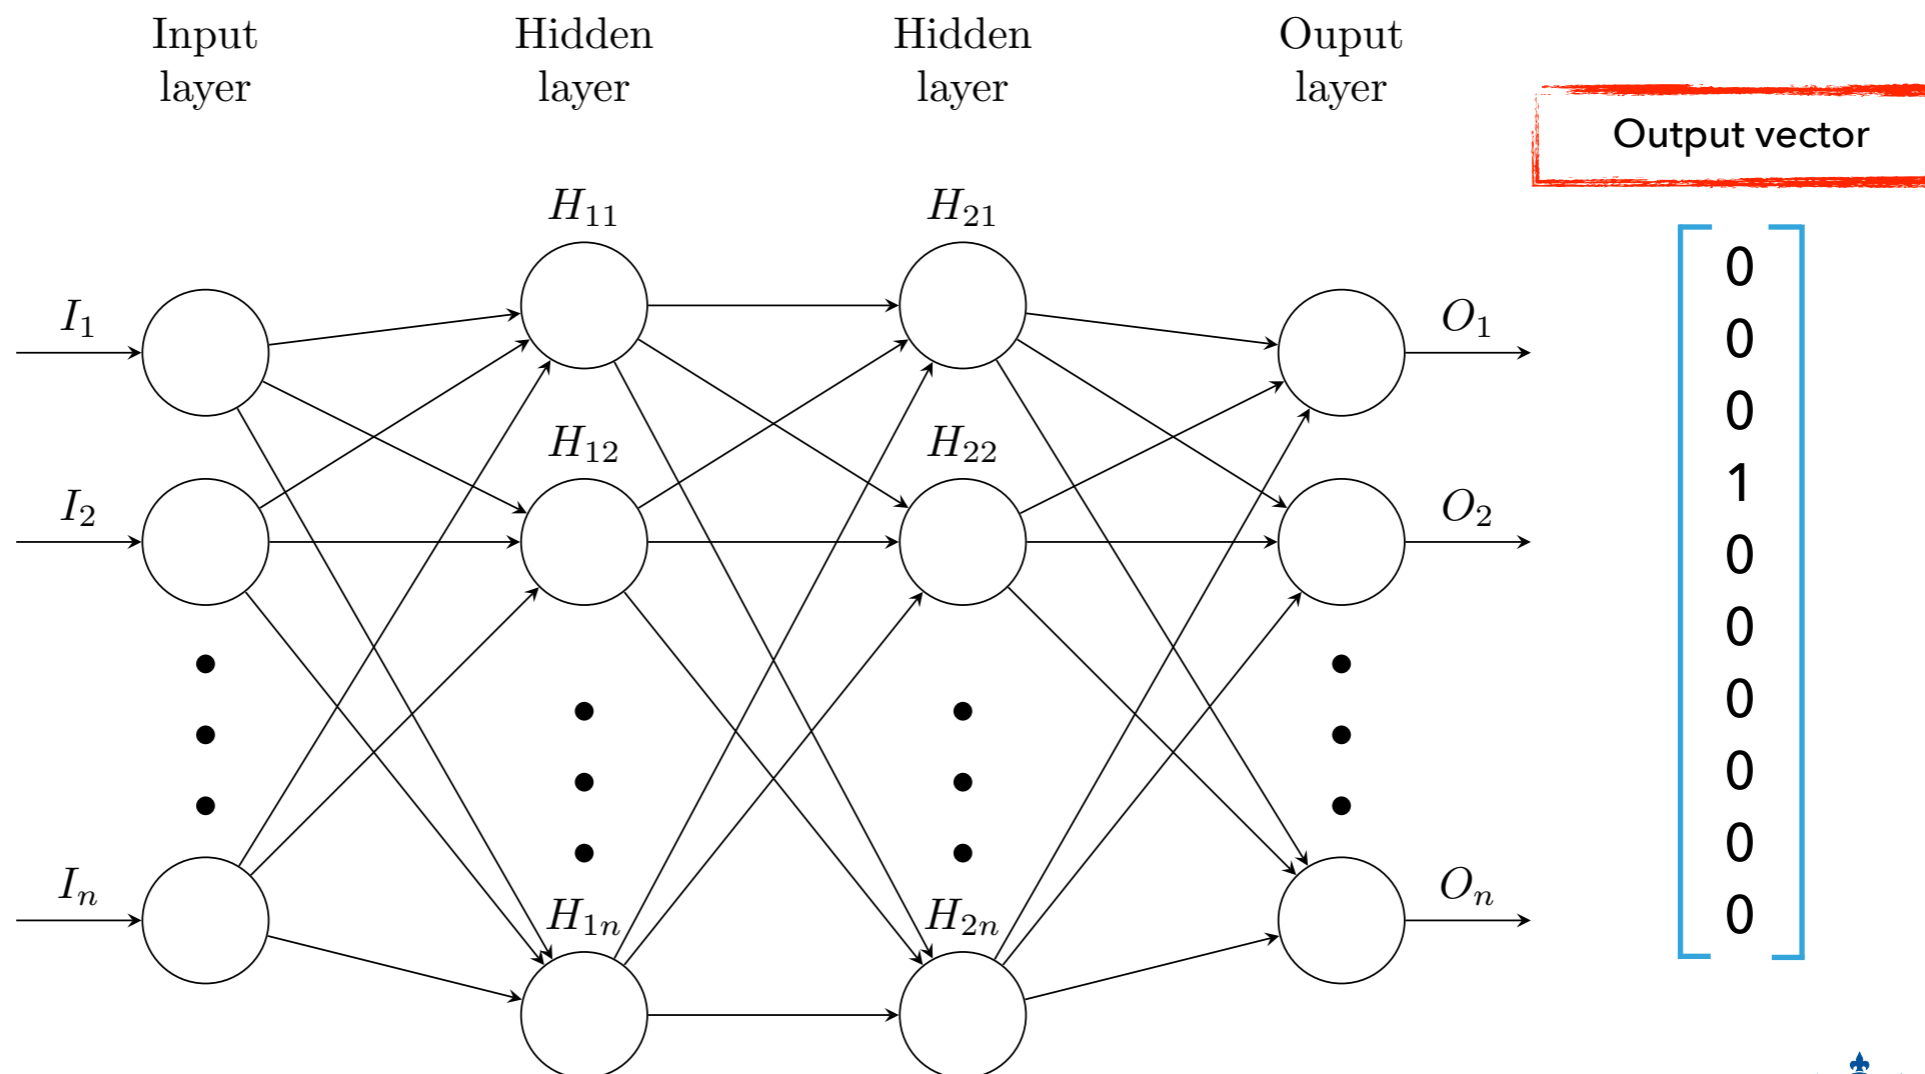 Input
layer
Hidden
layer
Hidden
layer
Ouput
layer
Output vector
H₁₁
H₂₁
I₁
O₁
H₁₂
H₂₂
I₂
O₂
Iₙ
H₁ₙ
H₂ₙ
Oₙ
0
0
0
1
0
0
0
0
0
0